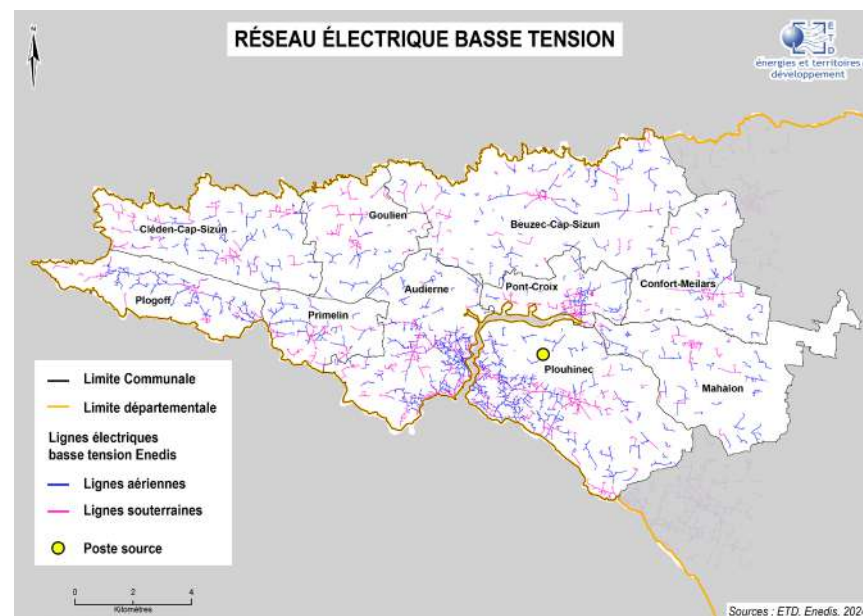 RÉSEAU ÉLECTRIQUE BASSE TENSION
N
E
T
D
énergies et territoires
développement
Cléden-Cap-Sizun
Goulien
Beuzec-Cap-Sizun
Plogoff
Primelin
Audierne
Pont-Croix
Confort-Meilars
Plouhinec
Mahalon
Limite Communale
Limite départementale
Lignes électriques
basse tension Enedis
Lignes aériennes
Lignes souterraines
Poste source
0 2 4
Kilomètres
Sources : ETD, Enedis,